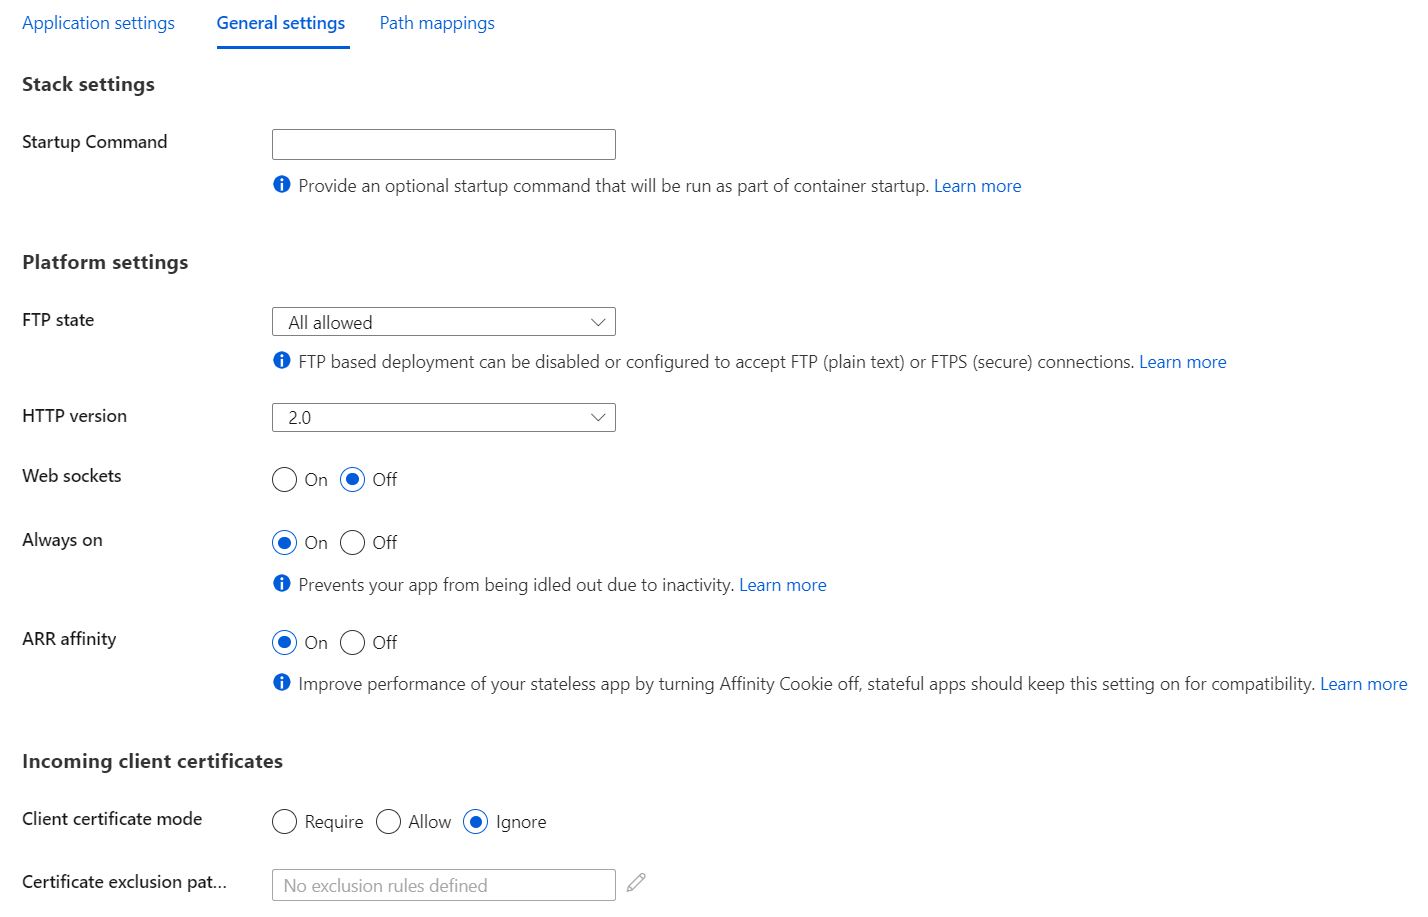 Application settings General settings Path mappings
Stack settings
Startup Command
Provide an optional startup command that will be run as part of container startup. Learn more
Platform settings
FTP state All allowed
FTP based deployment can be disabled or configured to accept FTP (plain text) or FTPS (secure) connections. Learn more
HTTP version 2.0
Web sockets On Off
Always on On Off
Prevents your app from being idled out due to inactivity. Learn more
ARR affinity On Off
Improve performance of your stateless app by turning Affinity Cookie off, stateful apps should keep this setting on for compatibility. Learn more
Incoming client certificates
Client certificate mode Require Allow Ignore
Certificate exclusion pat... No exclusion rules defined